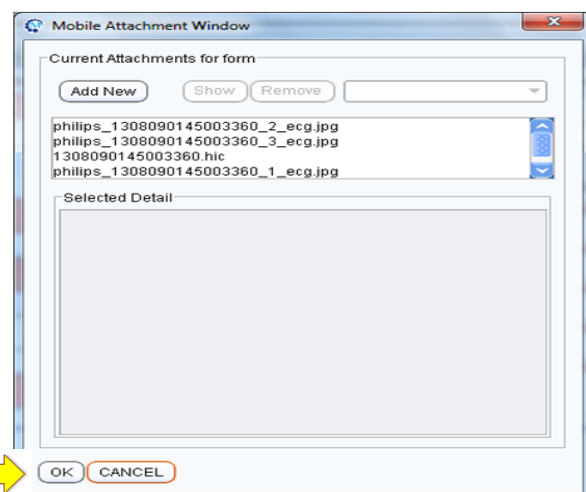 Mobile Attachment Window
Current Attachments for form
Add New Show Remove
philips_1308090145003360_2_ecg.jpg
philips_1308090145003360_3_ecg.jpg
1308090145003360.hic
philips_1308090145003360_1_ecg.jpg
Selected Detail
OK CANCEL